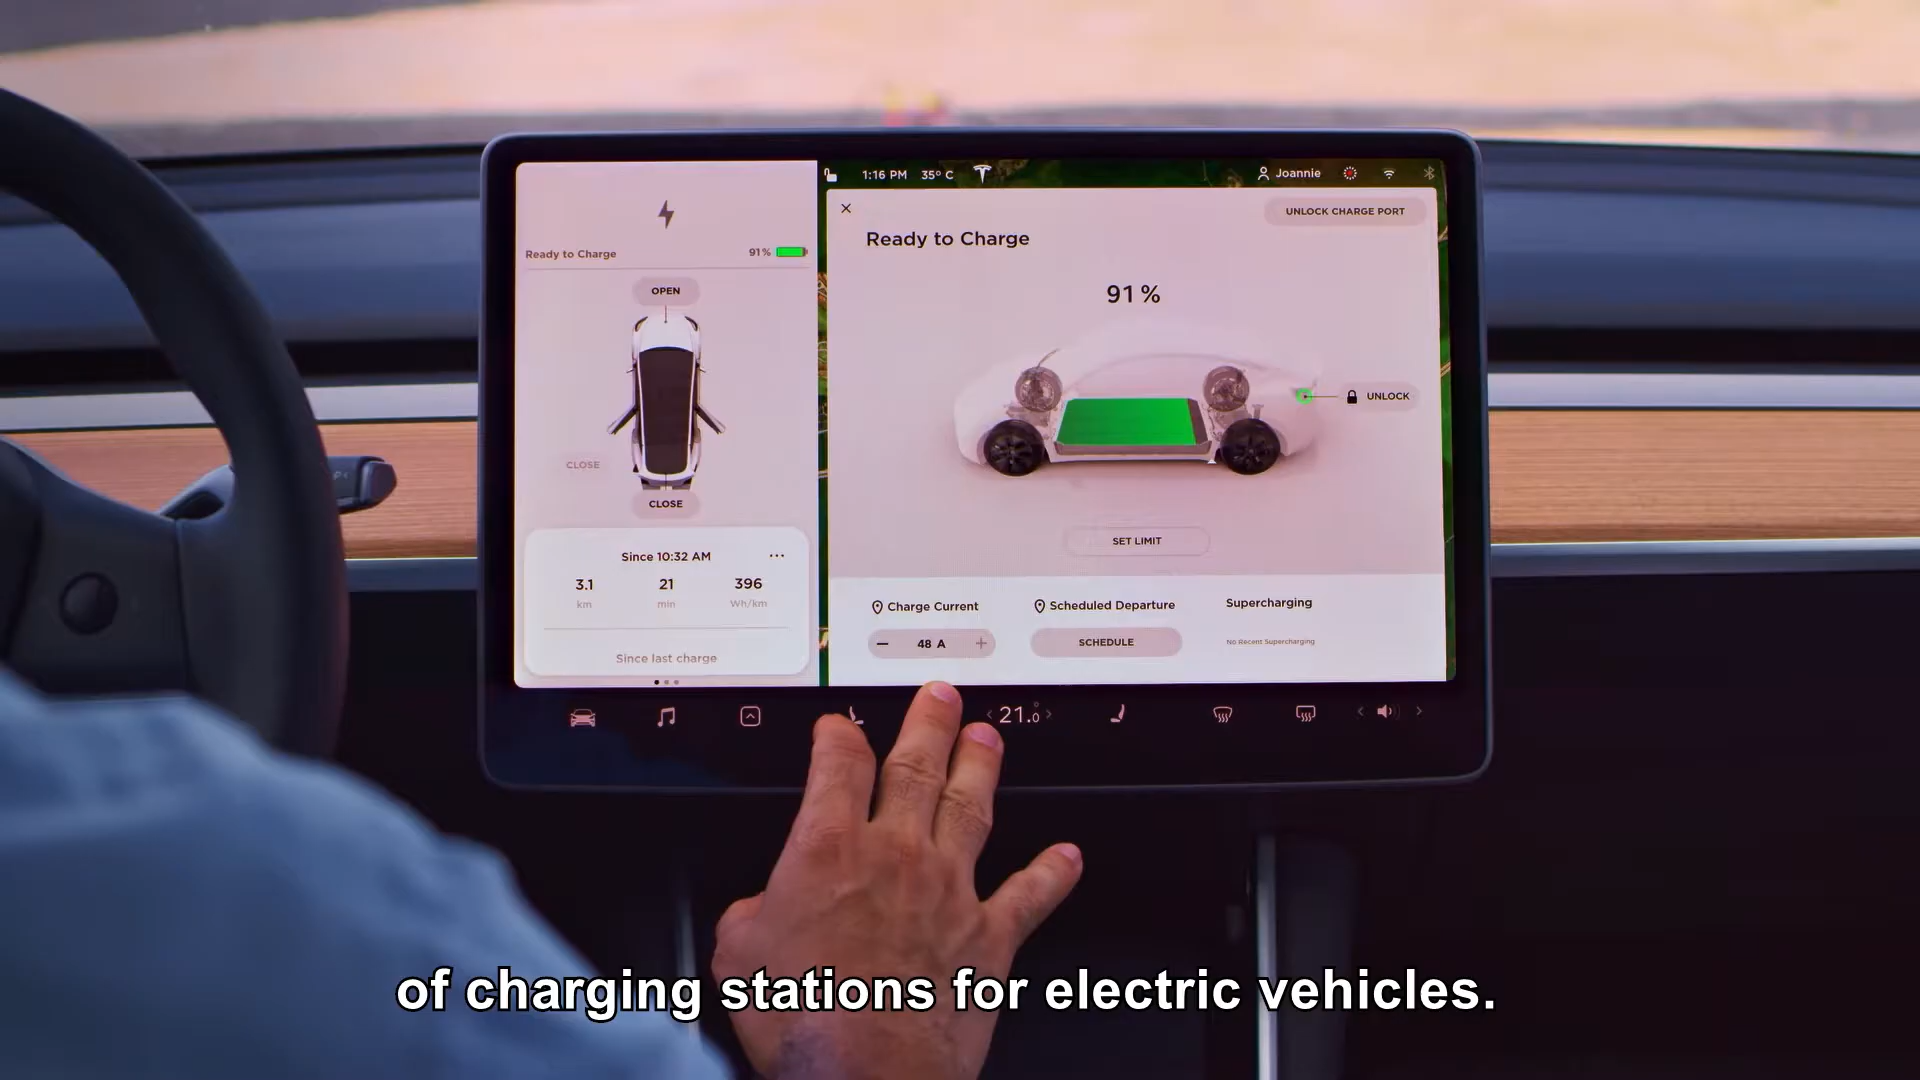 Ready to Charge
91%
OPEN
CLOSE
CLOSE
Since 10:32 AM
3.1
21
396
km
min
Wh/km
Since last charge
1:16 PM
35° C
Joannie
UNLOCK CHARGE PORT
Ready to Charge
91 %
UNLOCK
SET LIMIT
Charge Current
Scheduled Departure
Supercharging
48 A
SCHEDULE
No Recent Supercharging
21.0°
of charging stations for electric vehicles.